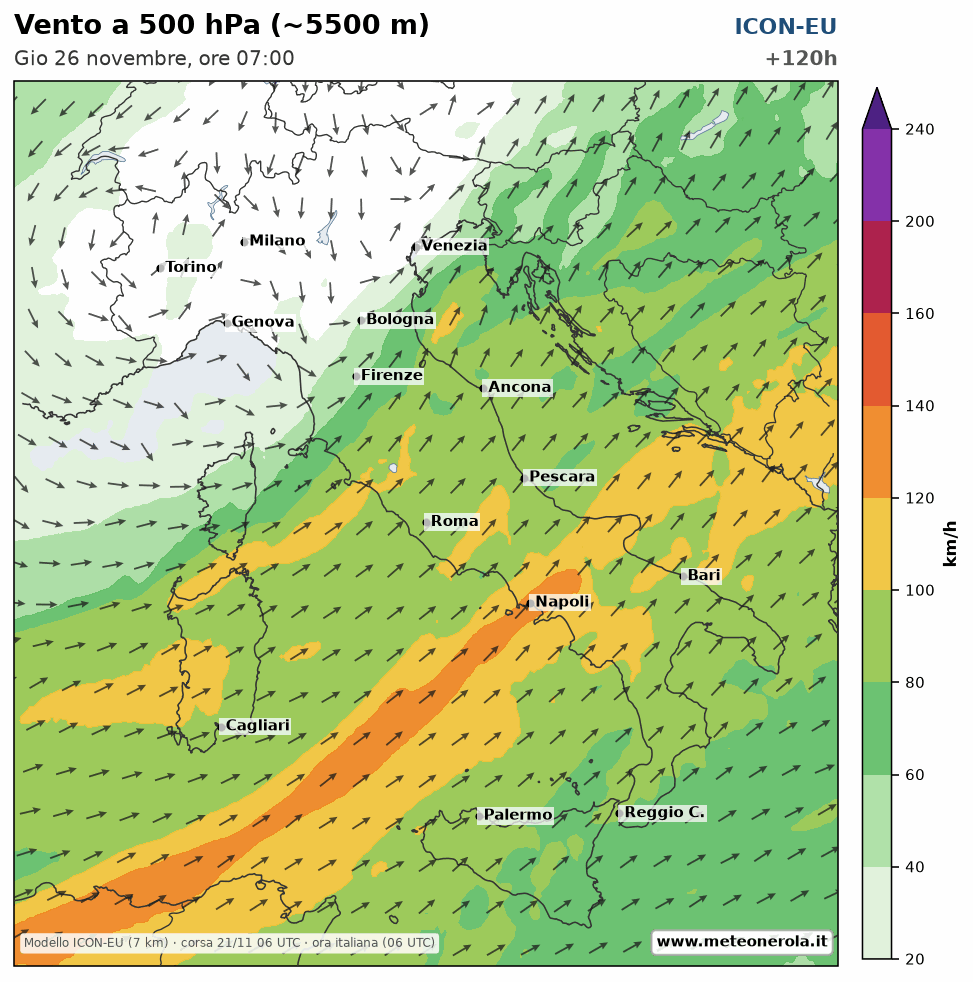 Vento a 500 hPa (~5500 m)
ICON-EU
Gio 26 novembre, ore 07:00
+120h
240
200
160
140
120
100
80
60
40
20
km/h
Milano
Venezia
Torino
Genova
Bologna
Firenze
Ancona
Pescara
Roma
Bari
Napoli
Cagliari
Palermo
Reggio C.
Modello ICON-EU (7 km) · corsa 21/11 06 UTC · ora italiana (06 UTC)
www.meteonerola.it